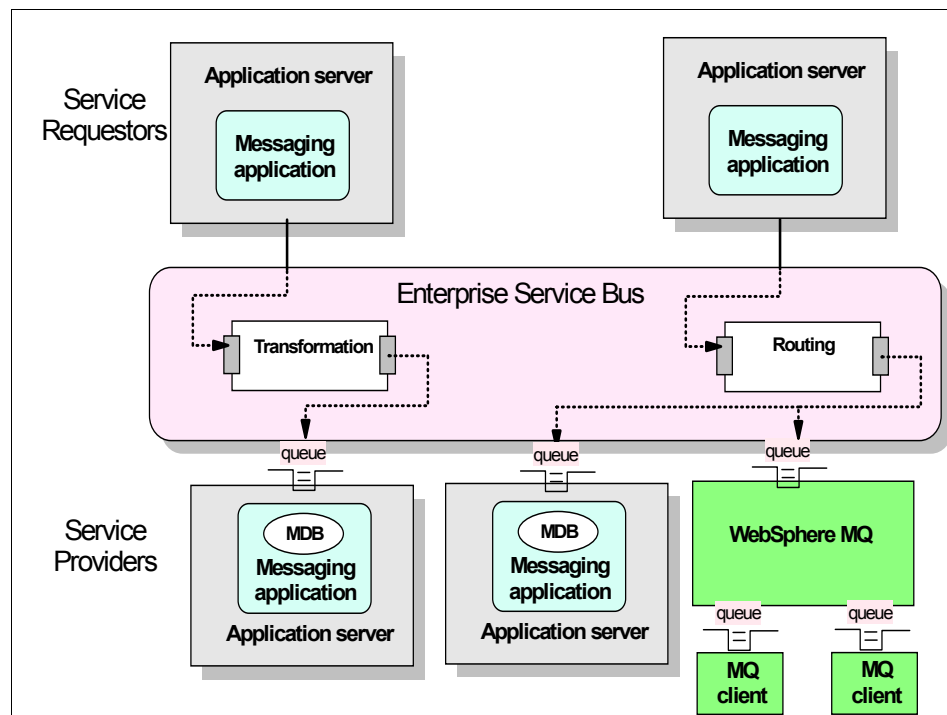 Application server
Application server
Service
Requestors
Messaging
application
Messaging
application
Enterprise Service Bus
Transformation
Routing
queue
queue
queue
Service
Providers
MDB
Messaging
application
Application server
MDB
Messaging
application
Application server
WebSphere MQ
queue
queue
MQ
client
MQ
client